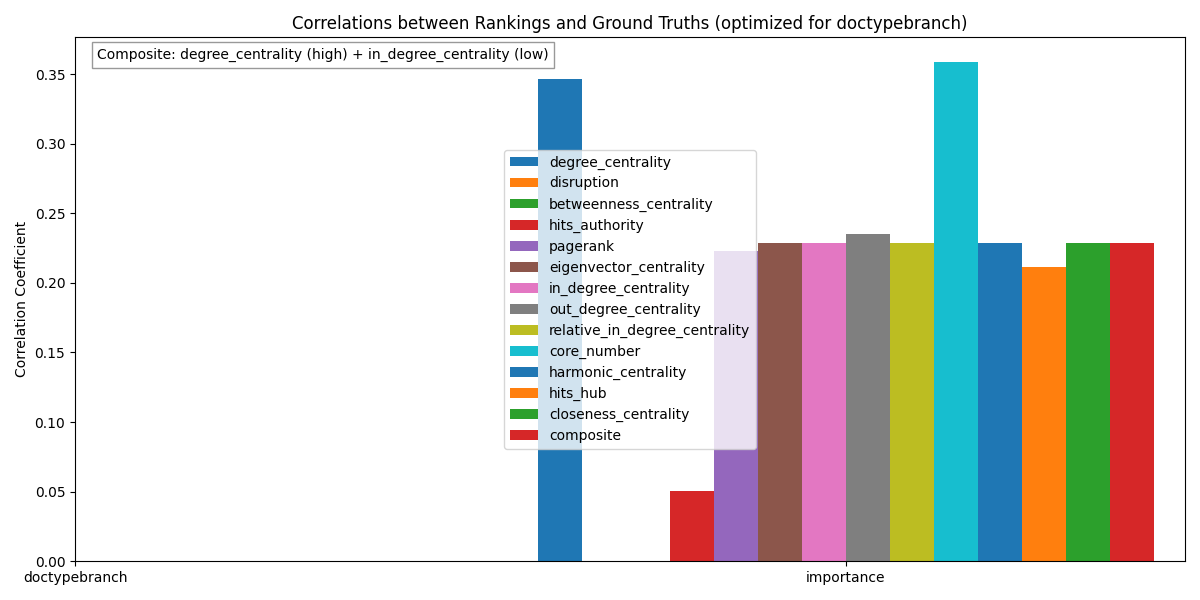 Correlations between Rankings and Ground Truths (optimized for doctypebranch)
Composite: degree_centrality (high) + in_degree_centrality (low)
Correlation Coefficient
0.35
0.30
0.25
0.20
0.15
0.10
0.05
0.00
degree_centrality
disruption
betweenness_centrality
hits_authority
pagerank
eigenvector_centrality
in_degree_centrality
out_degree_centrality
relative_in_degree_centrality
core_number
harmonic_centrality
hits_hub
closeness_centrality
composite
doctypebranch
importance